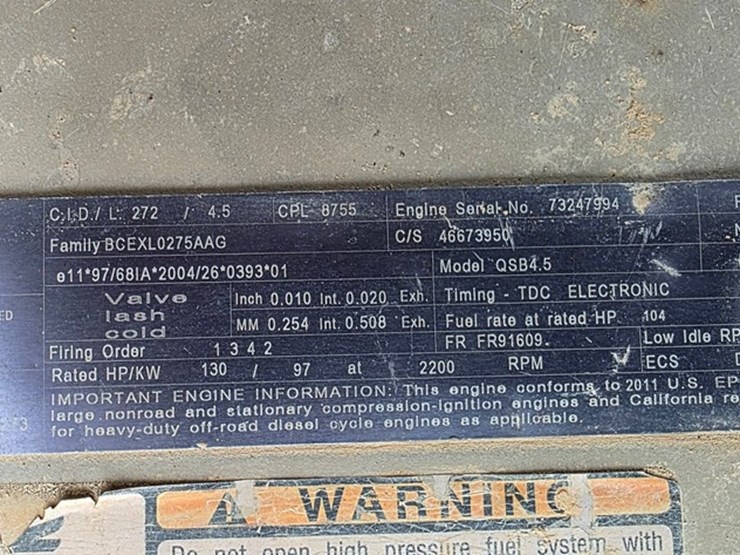 C.I.D./ L: 272 / 4.5 CPL 8755 Engine Serial No. 73247994
Family BCEXL0275AAG C/S 46673950
e11*97/68IA*2004/26*0393*01 Model QSB4.5
Valve lash cold Inch 0.010 Int. 0.020 Exh. Timing - TDC ELECTRONIC
MM 0.254 Int. 0.508 Exh. Fuel rate at rated HP 104
Firing Order 1 3 4 2 FR FR91609. Low Idle RP
Rated HP/KW 130 / 97 at 2200 RPM ECS
IMPORTANT ENGINE INFORMATION: This engine conforms to 2011 U.S. EP
large nonroad and stationary compression-ignition engines and California re
for heavy-duty off-road diesel cycle engines as applicable.
WARNING
Do not open high pressure fuel system with